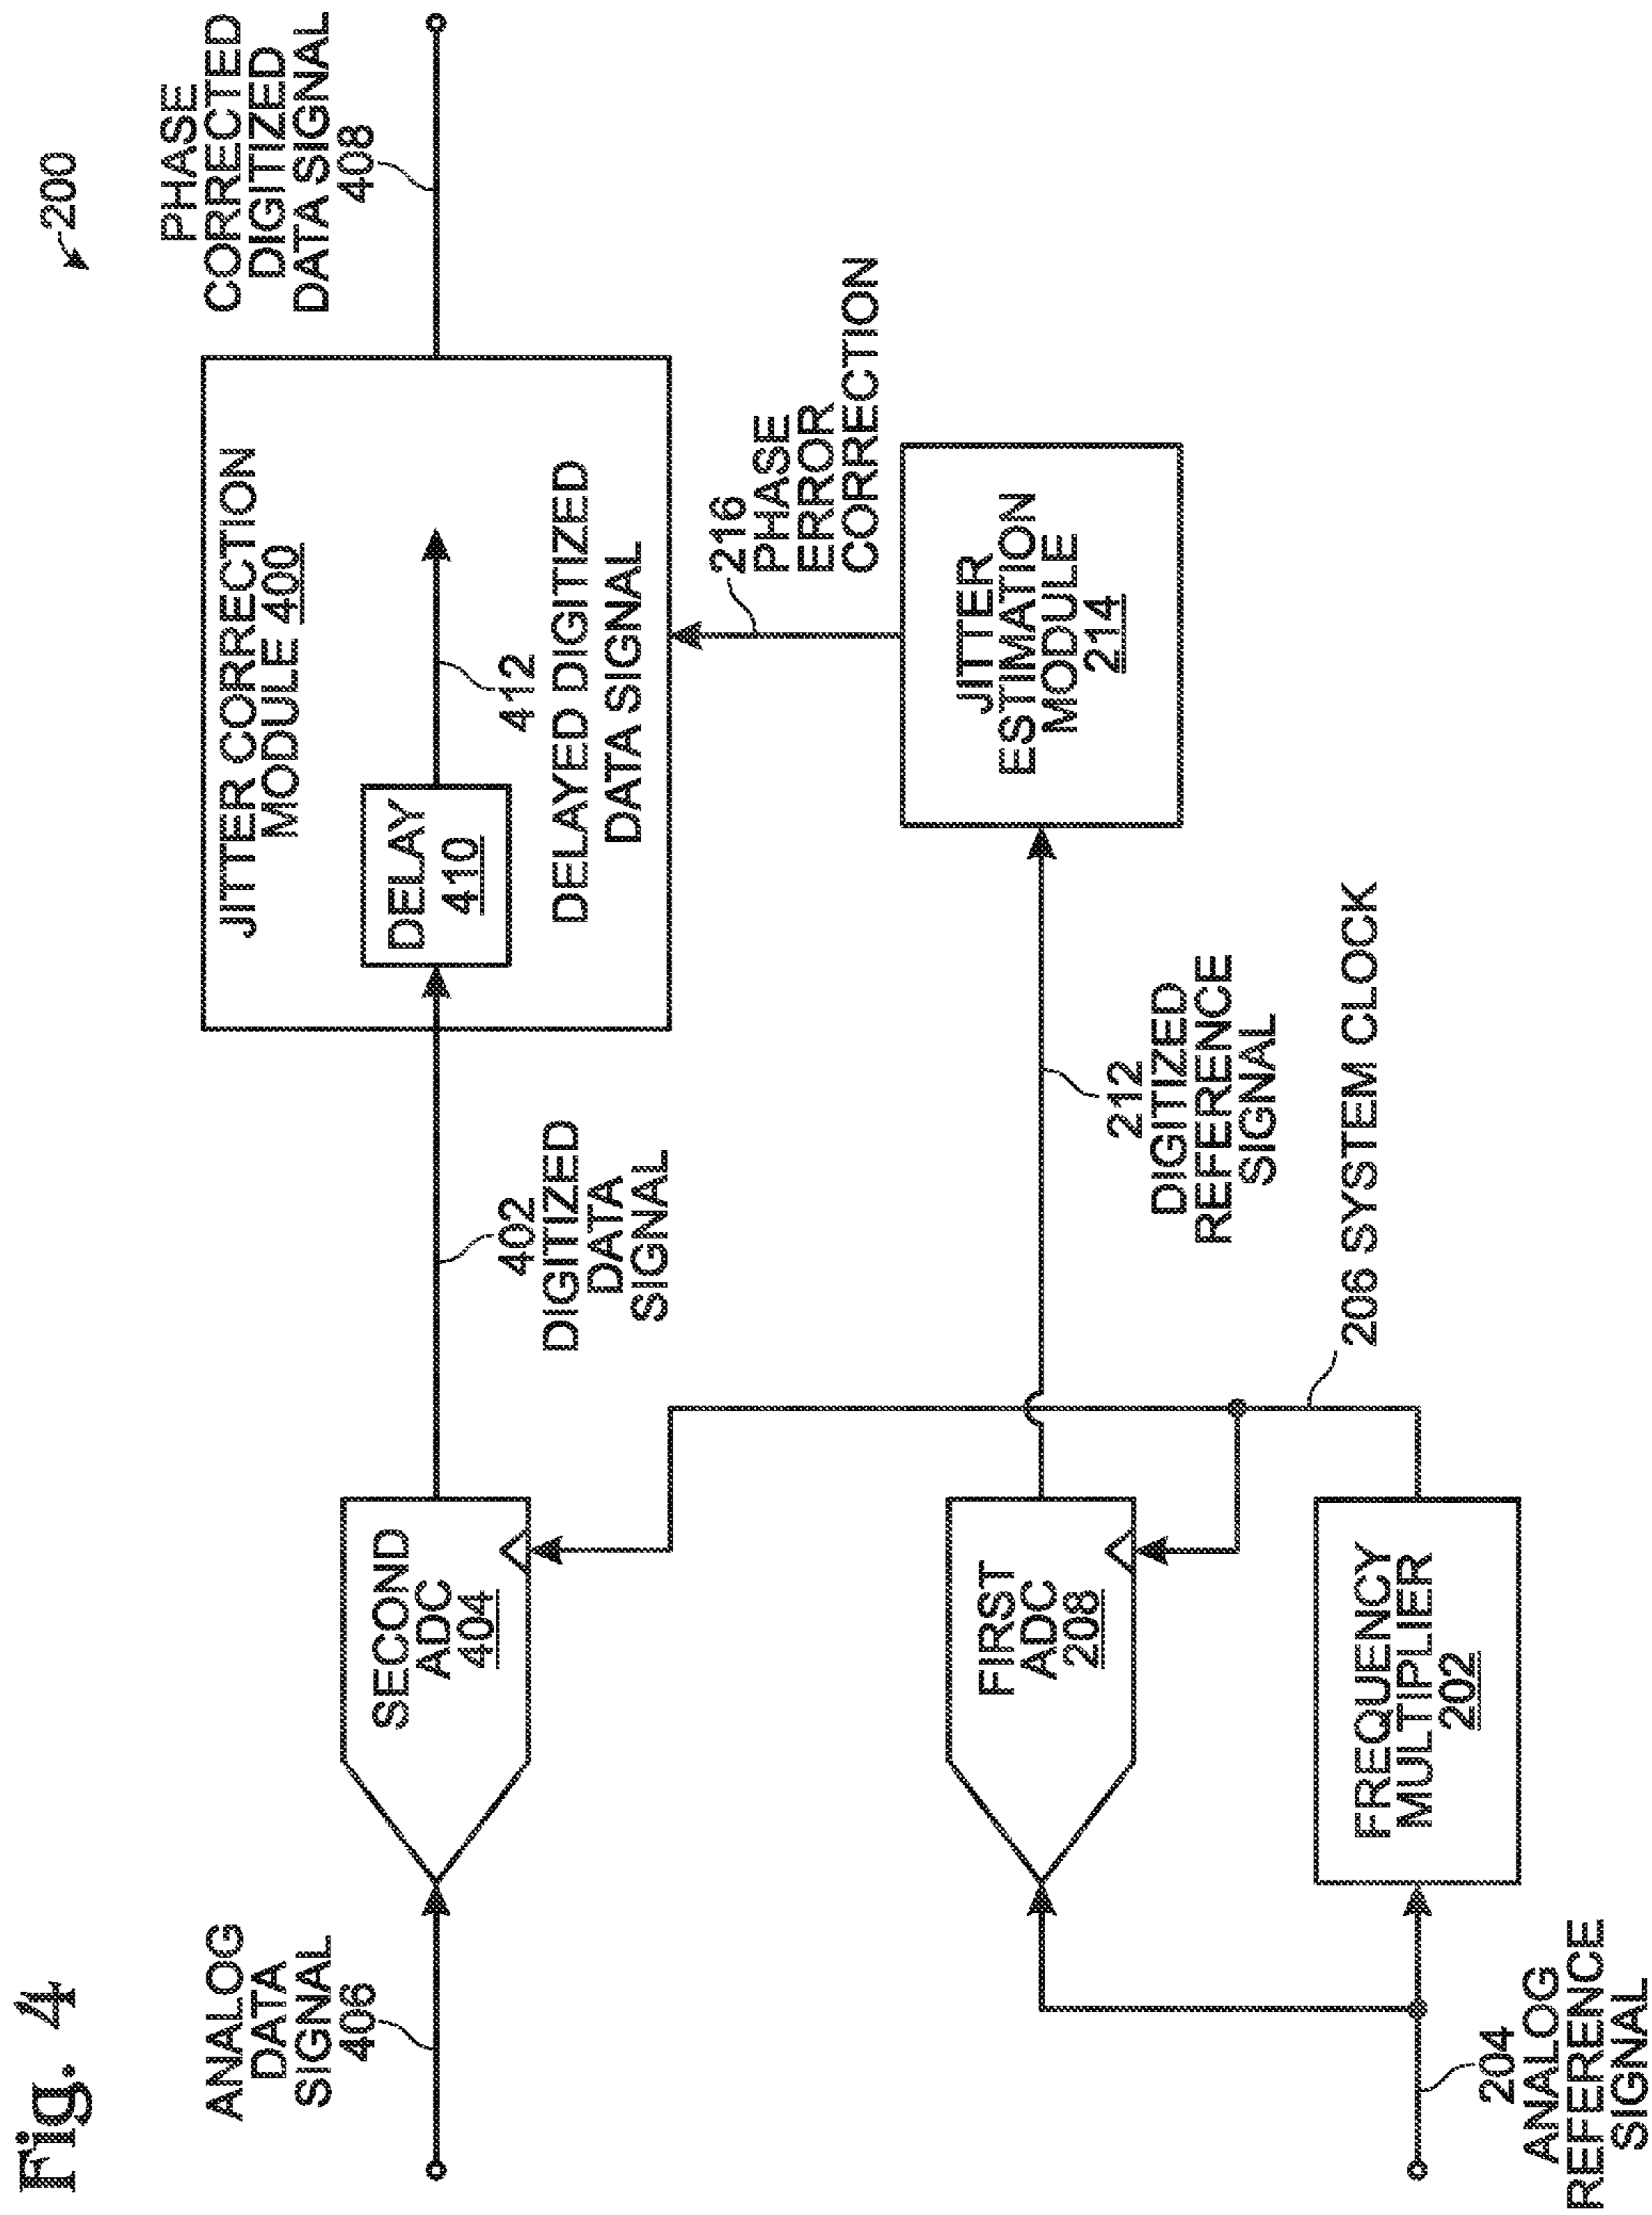 Fig. 4
200
ANALOG
DATA
SIGNAL
406
SECOND
ADC
404
402
DIGITIZED
DATA
SIGNAL
JITTER CORRECTION
MODULE 400
DELAY
410
412
DELAYED DIGITIZED
DATA SIGNAL
PHASE
CORRECTED
DIGITIZED
DATA SIGNAL
408
216
PHASE
ERROR
CORRECTION
FIRST
ADC
208
212
DIGITIZED
REFERENCE
SIGNAL
JITTER
ESTIMATION
MODULE
214
204
ANALOG
REFERENCE
SIGNAL
FREQUENCY
MULTIPLIER
202
206 SYSTEM CLOCK